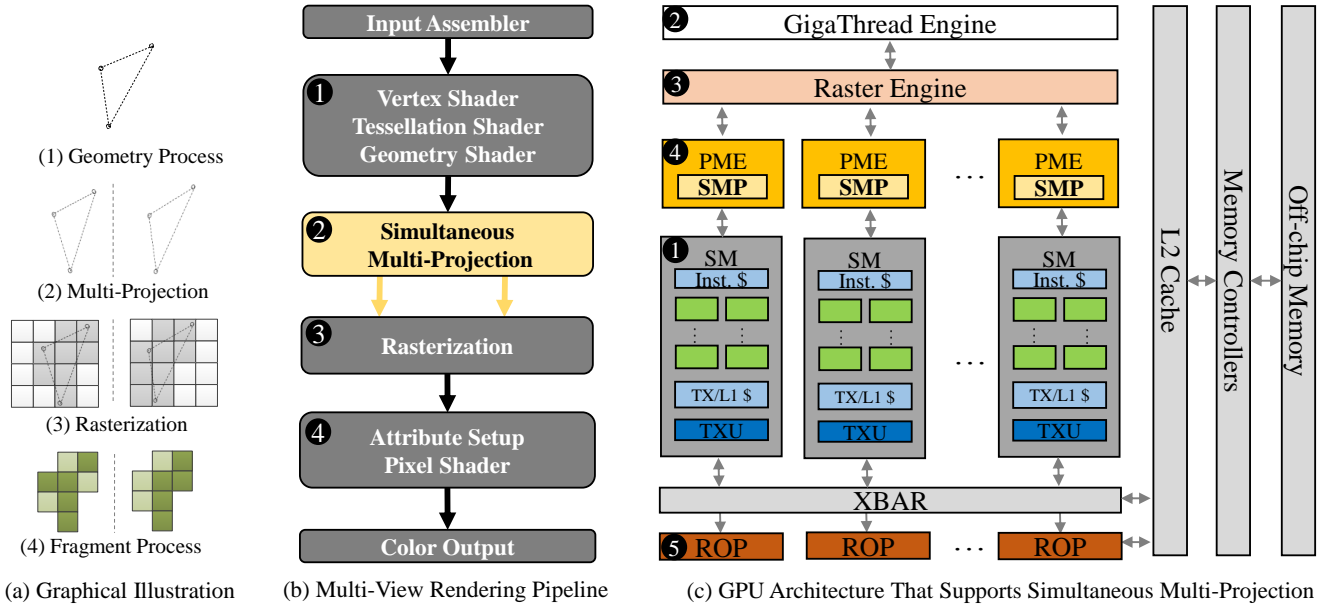 (1) Geometry Process
(2) Multi-Projection
(3) Rasterization
(4) Fragment Process
(a) Graphical Illustration
Input Assembler
1
Vertex Shader
Tessellation Shader
Geometry Shader
2
Simultaneous
Multi-Projection
3
Rasterization
4
Attribute Setup
Pixel Shader
Color Output
(b) Multi-View Rendering Pipeline
2
GigaThread Engine
3
Raster Engine
4
PME
SMP
PME
SMP
...
PME
SMP
1
SM
Inst. $
...
...
TX/L1 $
TXU
SM
Inst. $
...
...
TX/L1 $
TXU
...
SM
Inst. $
...
...
TX/L1 $
TXU
XBAR
5
ROP
ROP
...
ROP
L2 Cache
Memory Controllers
Off-chip Memory
(c) GPU Architecture That Supports Simultaneous Multi-Projection